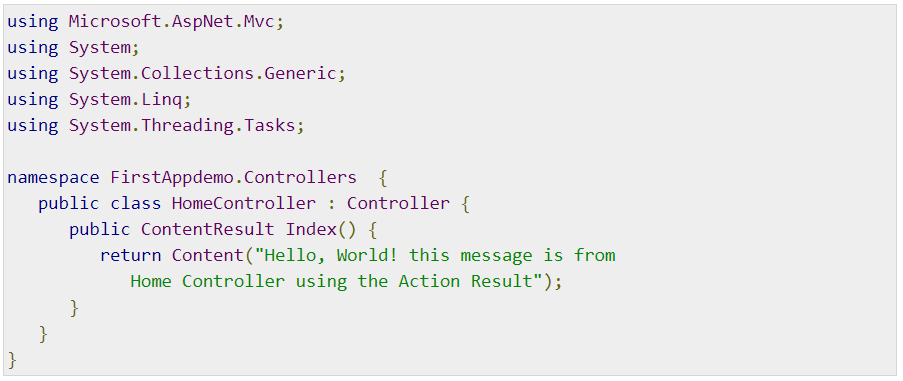 using Microsoft.AspNet.Mvc;
using System;
using System.Collections.Generic;
using System.Linq;
using System.Threading.Tasks;

namespace FirstAppdemo.Controllers  {
   public class HomeController : Controller {
      public ContentResult Index() {
         return Content("Hello, World! this message is from
            Home Controller using the Action Result");
      }
   }
}